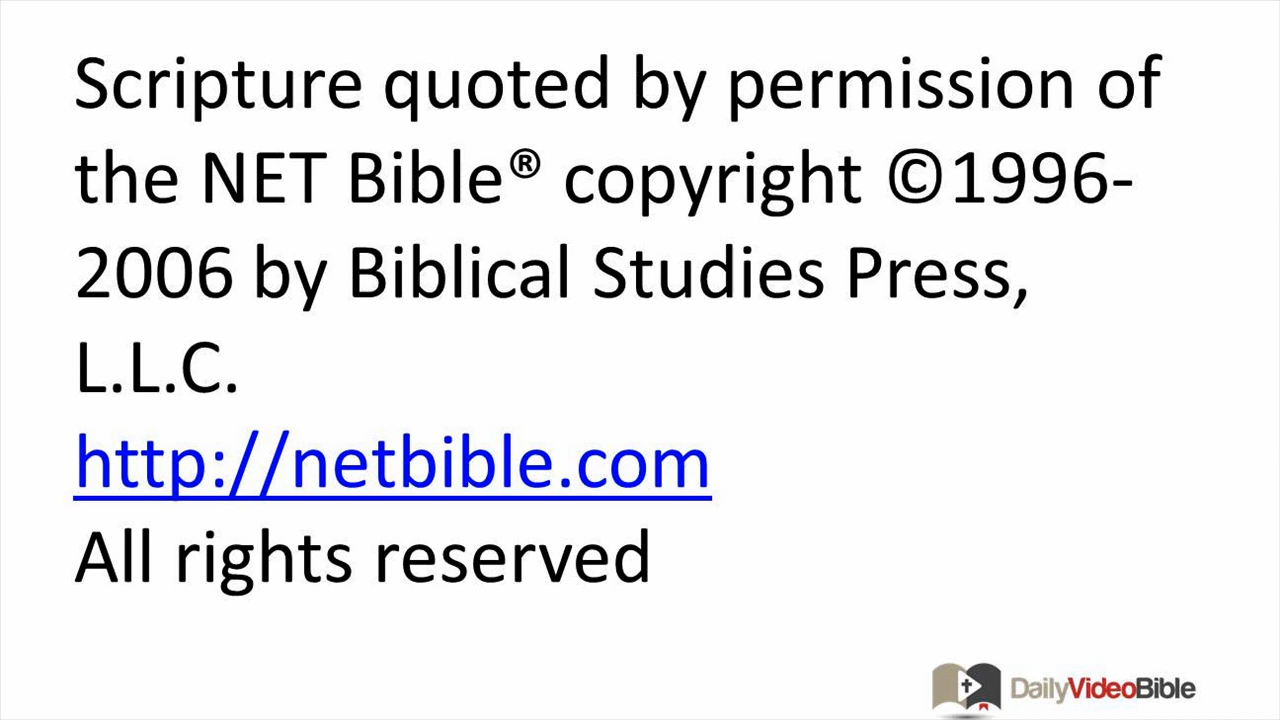 Scripture quoted by permission of
the NET Bible® copyright ©1996-
2006 by Biblical Studies Press,
L.L.C.
http://netbible.com
All rights reserved
DailyVideoBible